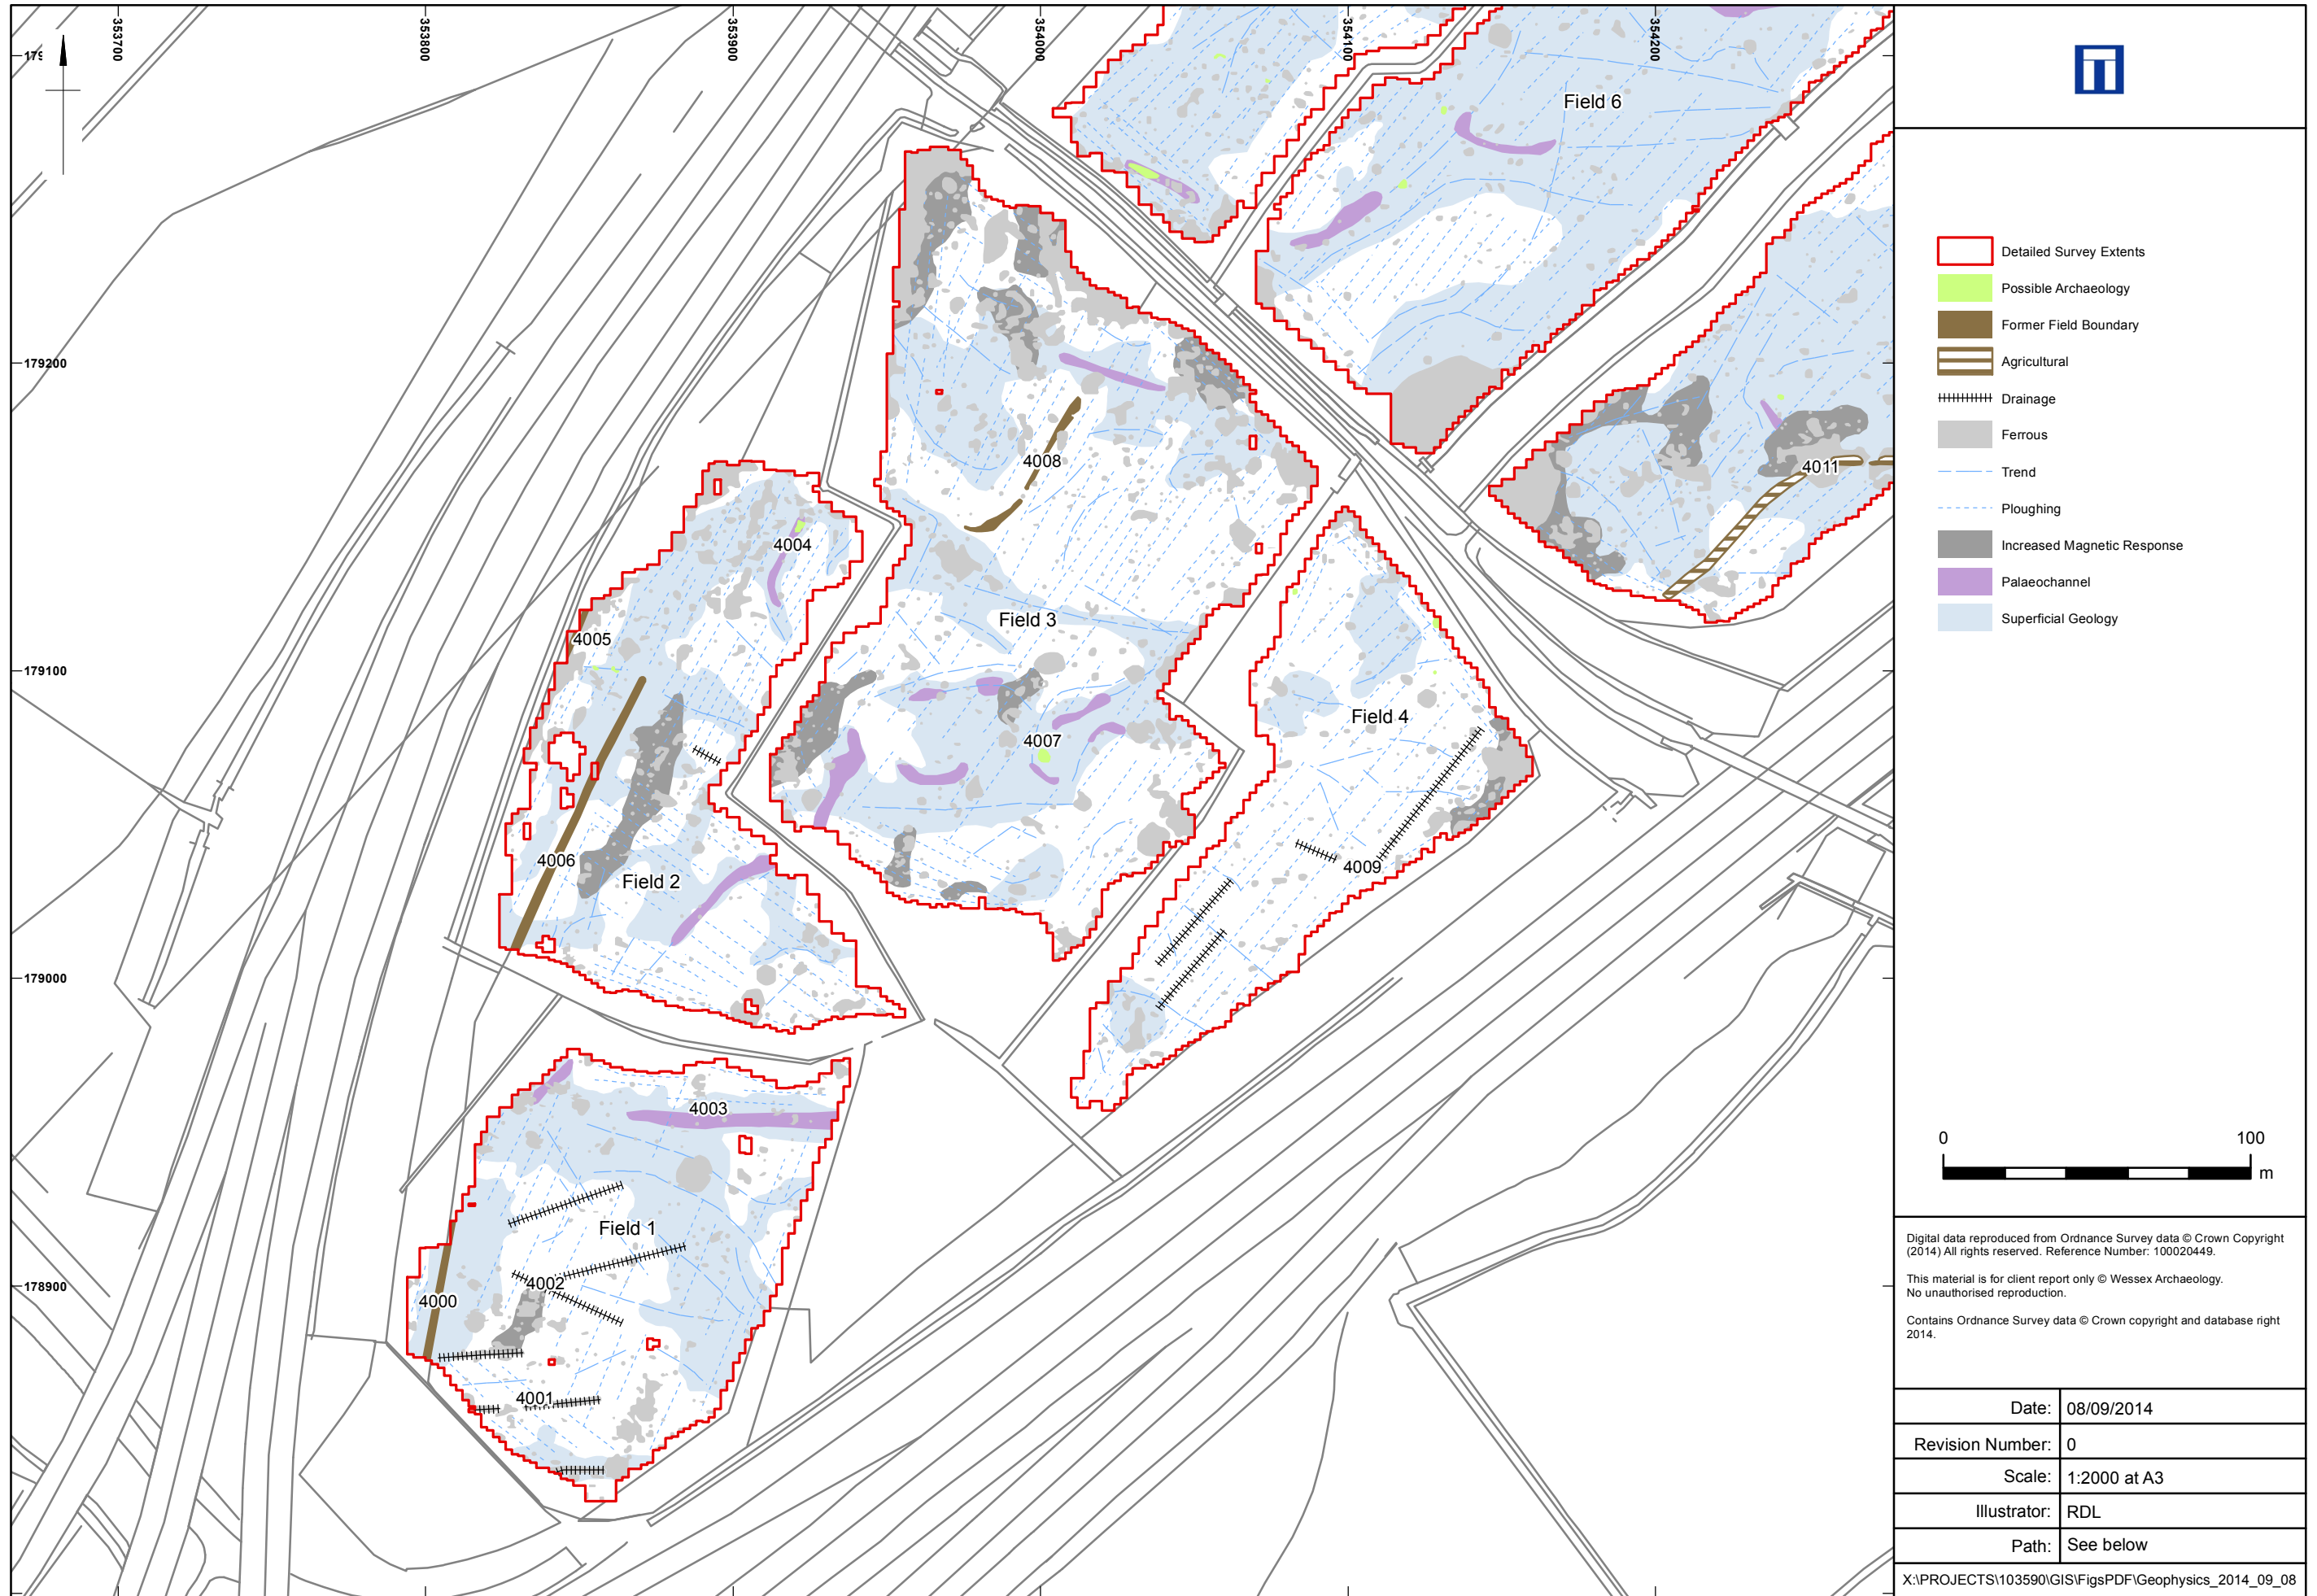 353700
353800
353900
354000
354100
354200
179200
179100
179000
178900
Field 6
4011
4008
4004
Field 3
4005
Field 4
4007
4006
4009
Field 2
4003
Field 1
4002
4000
4001
Detailed Survey Extents
Possible Archaeology
Former Field Boundary
Agricultural
Drainage
Ferrous
Trend
Ploughing
Increased Magnetic Response
Palaeochannel
Superficial Geology
0 100
m
Digital data reproduced from Ordnance Survey data © Crown Copyright
(2014) All rights reserved. Reference Number: 100020449.
This material is for client report only © Wessex Archaeology.
No unauthorised reproduction.
Contains Ordnance Survey data © Crown copyright and database right
2014.
Date: 08/09/2014
Revision Number: 0
Scale: 1:2000 at A3
Illustrator: RDL
Path: See below
X:\PROJECTS\103590\GIS\FigsPDF\Geophysics_2014_09_08